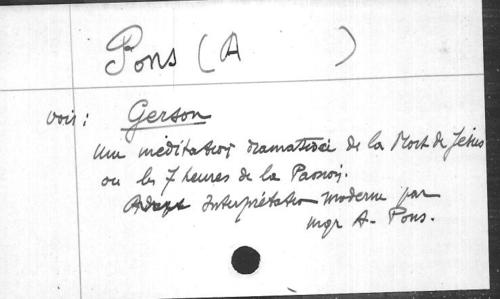 Pons (A )
voir : Gerson
une méditation dramatisée de la Mort de Jésus
ou les 7 heures de la Passion.
Adapt Interprétation moderne par
mgr A. Pons.